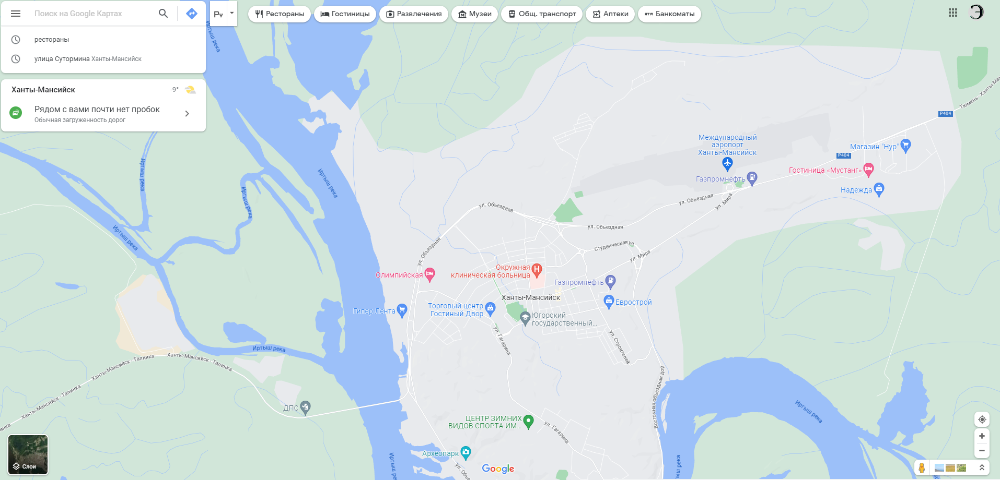 Поиск на Google Картах
Ру
Рестораны
Гостиницы
Развлечения
Музеи
Общ. транспорт
Аптеки
ATM Банкоматы
рестораны
улица Сутормина Ханты-Мансийск
Ханты-Мансийск
-9°
Рядом с вами почти нет пробок
Обычная загруженность дорог
Иртыш река
Тюмень - Ханты-Ма
Р404
Международный
аэропорт
Ханты-Мансийск
Магазин "Нур"
Р404
Гостиница «Мустанг»
Газпромнефть
Надежда
Иртыш река
Иртыш река
Иртыш река
Иртыш река
ул. Объездная
ул. Объездная
ул. Мира
ул. Объездная
ул. Объездная
Студенческая ул.
ул. Мира
Окружная
клиническая больница
Олимпийская
Газпромнефть
Ханты-Мансийск
Еврострой
Торговый центр
Гостиный Двор
Гипер Лента
Югорский
государственный...
ул. Гагарина
ул. Строителей
Иртыш река
Ханты-Мансийск - Талинка
Ханты-Мансийск - Талинка
Ханты-Мансийск - Талинка
Восточная объездная дор.
Иртыш река
ДПС
ЦЕНТР ЗИМНИХ
ВИДОВ СПОРТА ИМ...
ул. Гагарина
Археопарк
ул. Об
Иртыш рек
Иртыш река
нка
Слои
Google